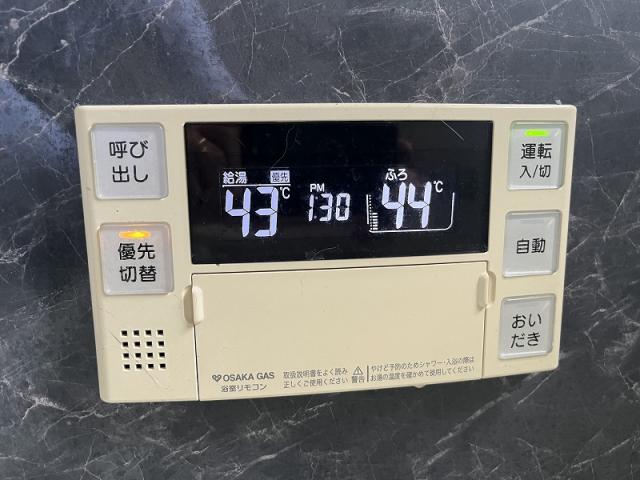 呼び
出し
優先
切替
給湯 優先
43℃
PM
1:30
ふろ
44℃
運転
入/切
自動
おい
だき
OSAKA GAS
浴室リモコン
取扱説明書をよく読み
正しくご使用ください
警告
やけど予防のためシャワー・入浴の際は
お湯の温度を確かめて使用してください